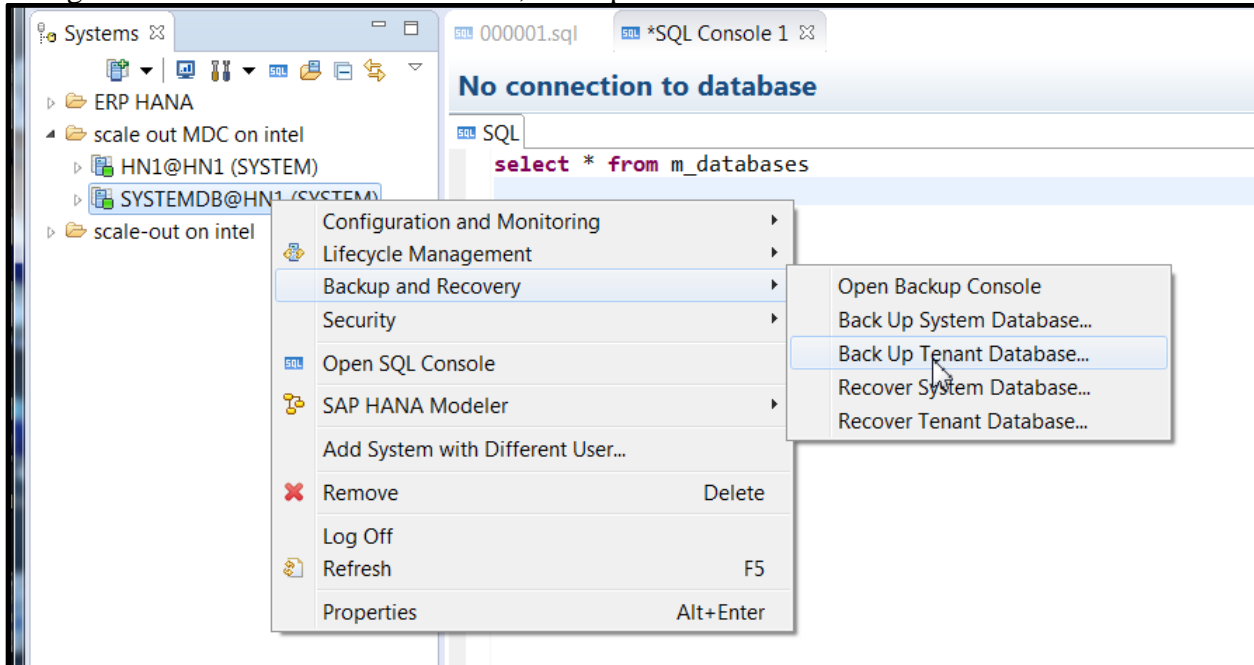 Systems
000001.sql
*SQL Console 1
No connection to database
ERP HANA
scale out MDC on intel
HN1@HN1 (SYSTEM)
SYSTEMDB@HN1 (SYSTEM)
scale-out on intel
SQL
select * from m_databases
Configuration and Monitoring
Lifecycle Management
Backup and Recovery
Security
Open SQL Console
SAP HANA Modeler
Add System with Different User...
Remove Delete
Log Off
Refresh F5
Properties Alt+Enter
Open Backup Console
Back Up System Database...
Back Up Tenant Database...
Recover System Database...
Recover Tenant Database...